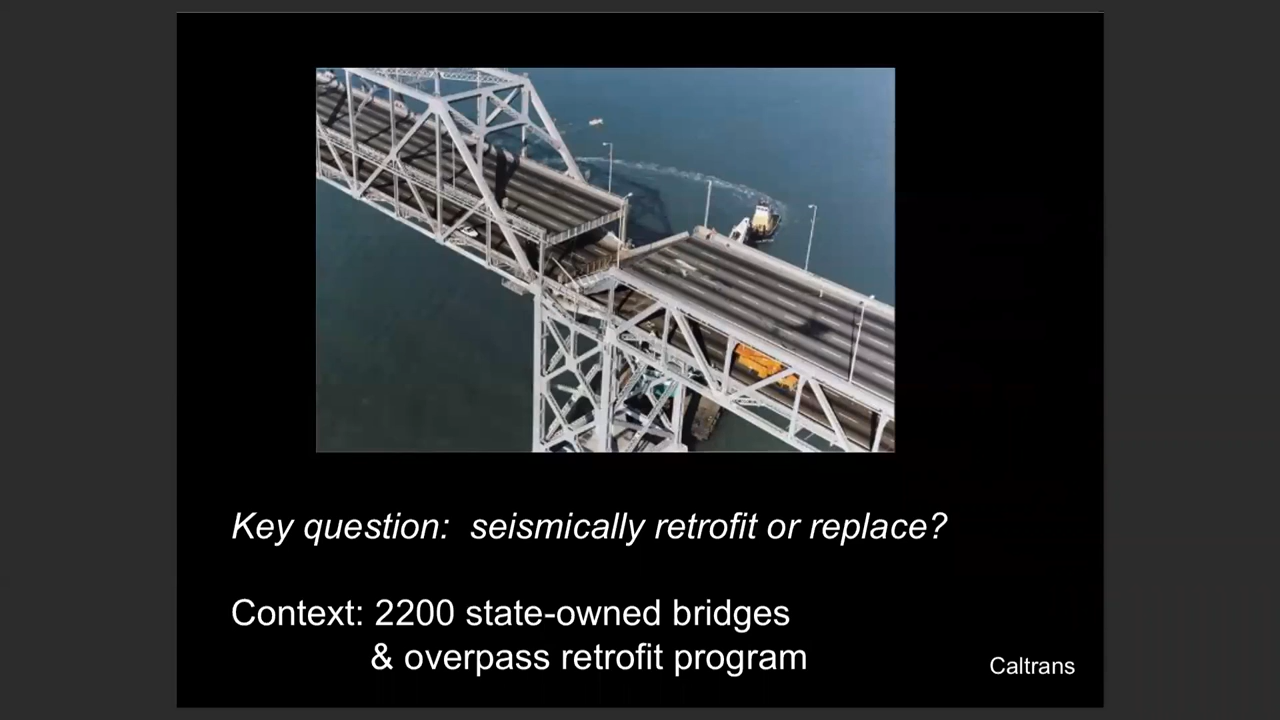 Key question:  seismically retrofit or replace?
Context: 2200 state-owned bridges
& overpass retrofit program
Caltrans